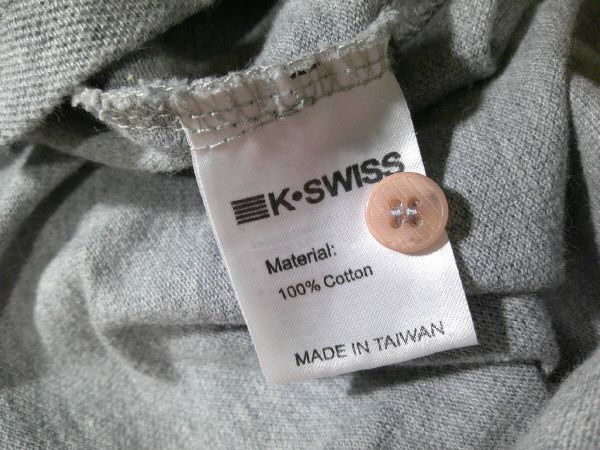 K·SWISS
Material:
100% Cotton
MADE IN TAIWAN